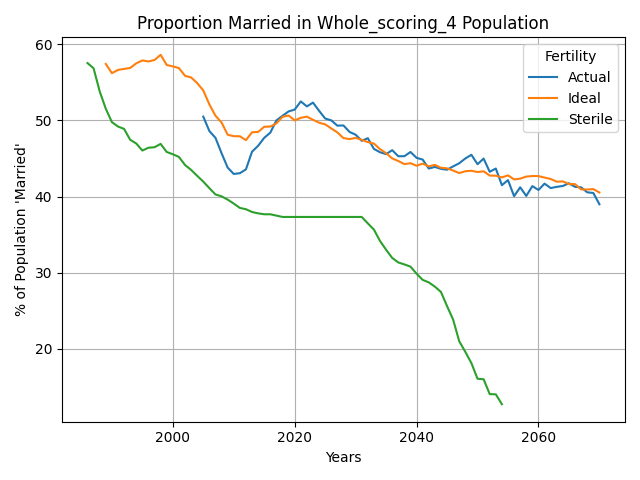 Proportion Married in Whole_scoring_4 Population
60
50
40
30
20
% of Population 'Married'
Fertility
Actual
Ideal
Sterile
2000
2020
2040
2060
Years